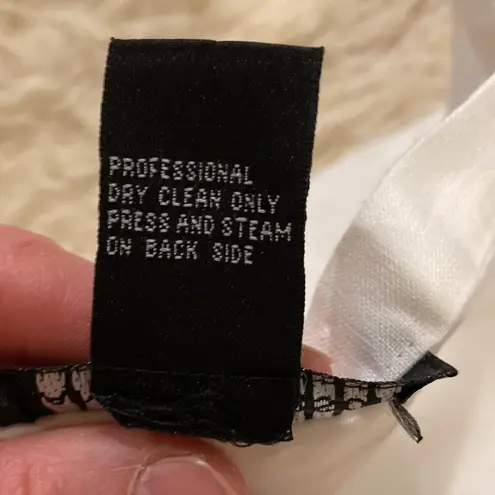 PROFESSIONAL
DRY CLEAN ONLY
PRESS AND STEAM
ON BACK SIDE